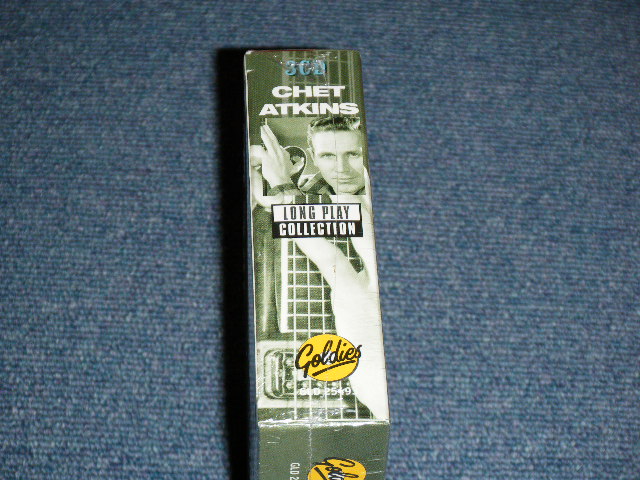 3CD
CHET
ATKINS
LONG PLAY
COLLECTION
Goldies